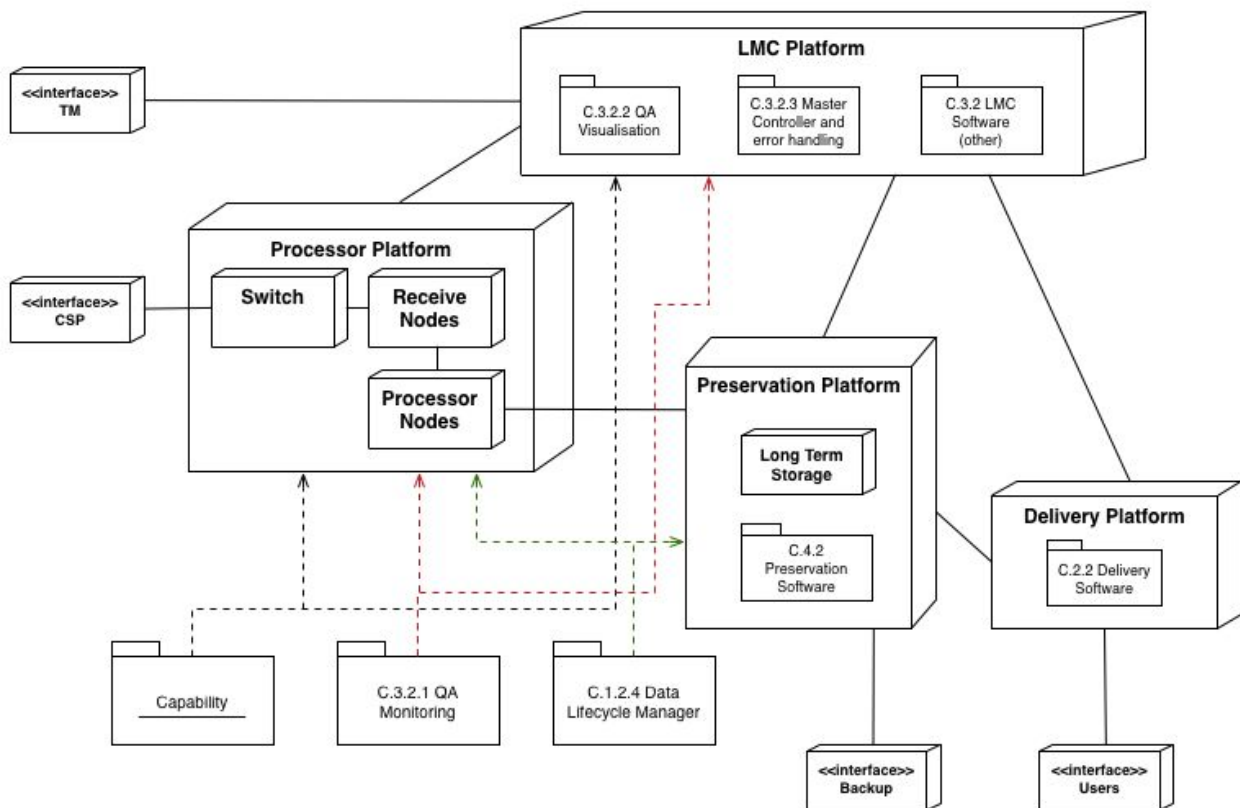 LMC Platform
<<interface>>
TM
C.3.2.2 QA
Visualisation
C.3.2.3 Master
Controller and
error handling
C.3.2 LMC
Software
(other)
Processor Platform
<<interface>>
CSP
Switch
Receive
Nodes
Processor
Nodes
Preservation Platform
Long Term
Storage
C.4.2
Preservation
Software
Delivery Platform
C.2.2 Delivery
Software
Capability
C.3.2.1 QA
Monitoring
C.1.2.4 Data
Lifecycle Manager
<<interface>>
Backup
<<interface>>
Users